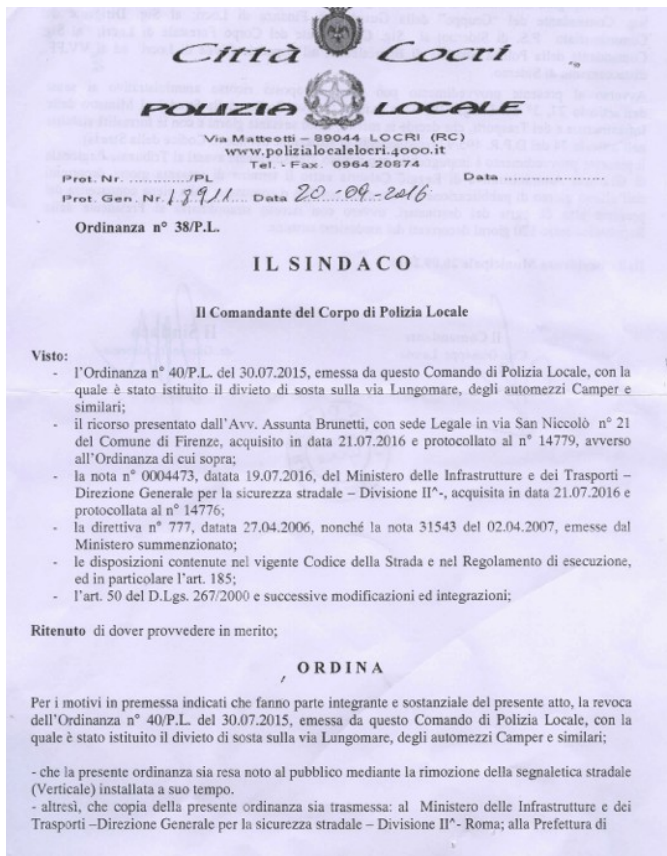 Città Locri
POLIZIA LOCALE
Via Matteotti – 89044 LOCRI (RC)
www.polizialocalelocri.4000.it
Tel. - Fax. 0964.20874
Prot. Nr. ................/PL Data ......................
Prot. Gen. Nr. 18911.... Data 20-09-2016
Ordinanza n° 38/P.L.
IL SINDACO
Il Comandante del Corpo di Polizia Locale
Visto:
- l'Ordinanza n° 40/P.L. del 30.07.2015, emessa da questo Comando di Polizia Locale, con la
quale è stato istituito il divieto di sosta sulla via Lungomare, degli automezzi Camper e
similari;
- il ricorso presentato dall'Avv. Assunta Brunetti, con sede Legale in via San Niccolò n° 21
del Comune di Firenze, acquisito in data 21.07.2016 e protocollato al n° 14779, avverso
all'Ordinanza di cui sopra;
- la nota n° 0004473, datata 19.07.2016, del Ministero delle Infrastrutture e dei Trasporti –
Direzione Generale per la sicurezza stradale – Divisione II^-, acquisita in data 21.07.2016 e
protocollata al n° 14776;
- la direttiva n° 777, datata 27.04.2006, nonché la nota 31543 del 02.04.2007, emesse dal
Ministero summenzionato;
- le disposizioni contenute nel vigente Codice della Strada e nel Regolamento di esecuzione,
ed in particolare l'art. 185;
- l'art. 50 del D.Lgs. 267/2000 e successive modificazioni ed integrazioni;
Ritenuto di dover provvedere in merito;
ORDINA
Per i motivi in premessa indicati che fanno parte integrante e sostanziale del presente atto, la revoca
dell'Ordinanza n° 40/P.L. del 30.07.2015, emessa da questo Comando di Polizia Locale, con la
quale è stato istituito il divieto di sosta sulla via Lungomare, degli automezzi Camper e similari;
- che la presente ordinanza sia resa noto al pubblico mediante la rimozione della segnaletica stradale
(Verticale) installata a suo tempo.
- altresì, che copia della presente ordinanza sia trasmessa: al Ministero delle Infrastrutture e dei
Trasporti –Direzione Generale per la sicurezza stradale – Divisione II^- Roma; alla Prefettura di